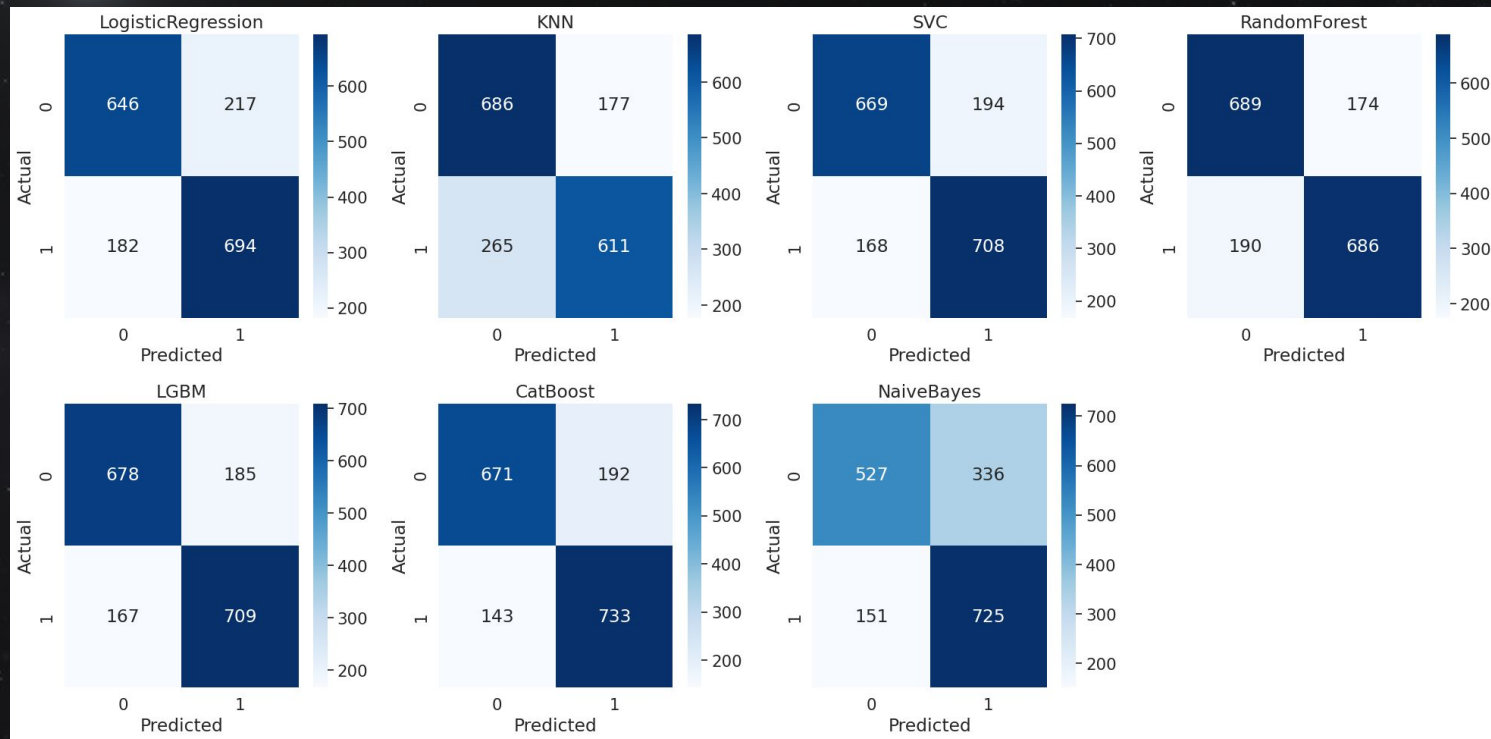 LogisticRegression
0 646 217
1 182 694
Actual
0 1
Predicted
600
500
400
300
200
KNN
0 686 177
1 265 611
Actual
0 1
Predicted
600
500
400
300
200
SVC
0 669 194
1 168 708
Actual
0 1
Predicted
700
600
500
400
300
200
RandomForest
0 689 174
1 190 686
Actual
0 1
Predicted
600
500
400
300
200
LGBM
0 678 185
1 167 709
Actual
0 1
Predicted
700
600
500
400
300
200
CatBoost
0 671 192
1 143 733
Actual
0 1
Predicted
700
600
500
400
300
200
NaiveBayes
0 527 336
1 151 725
Actual
0 1
Predicted
700
600
500
400
300
200